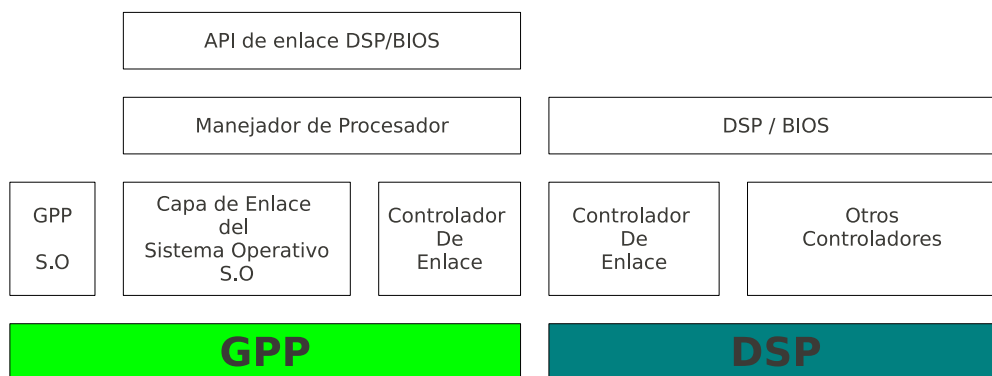 API de enlace DSP/BIOS
Manejador de Procesador
DSP / BIOS
GPP
S.O
Capa de Enlace
del
Sistema Operativo
S.O
Controlador
De
Enlace
Controlador
De
Enlace
Otros
Controladores
GPP
DSP